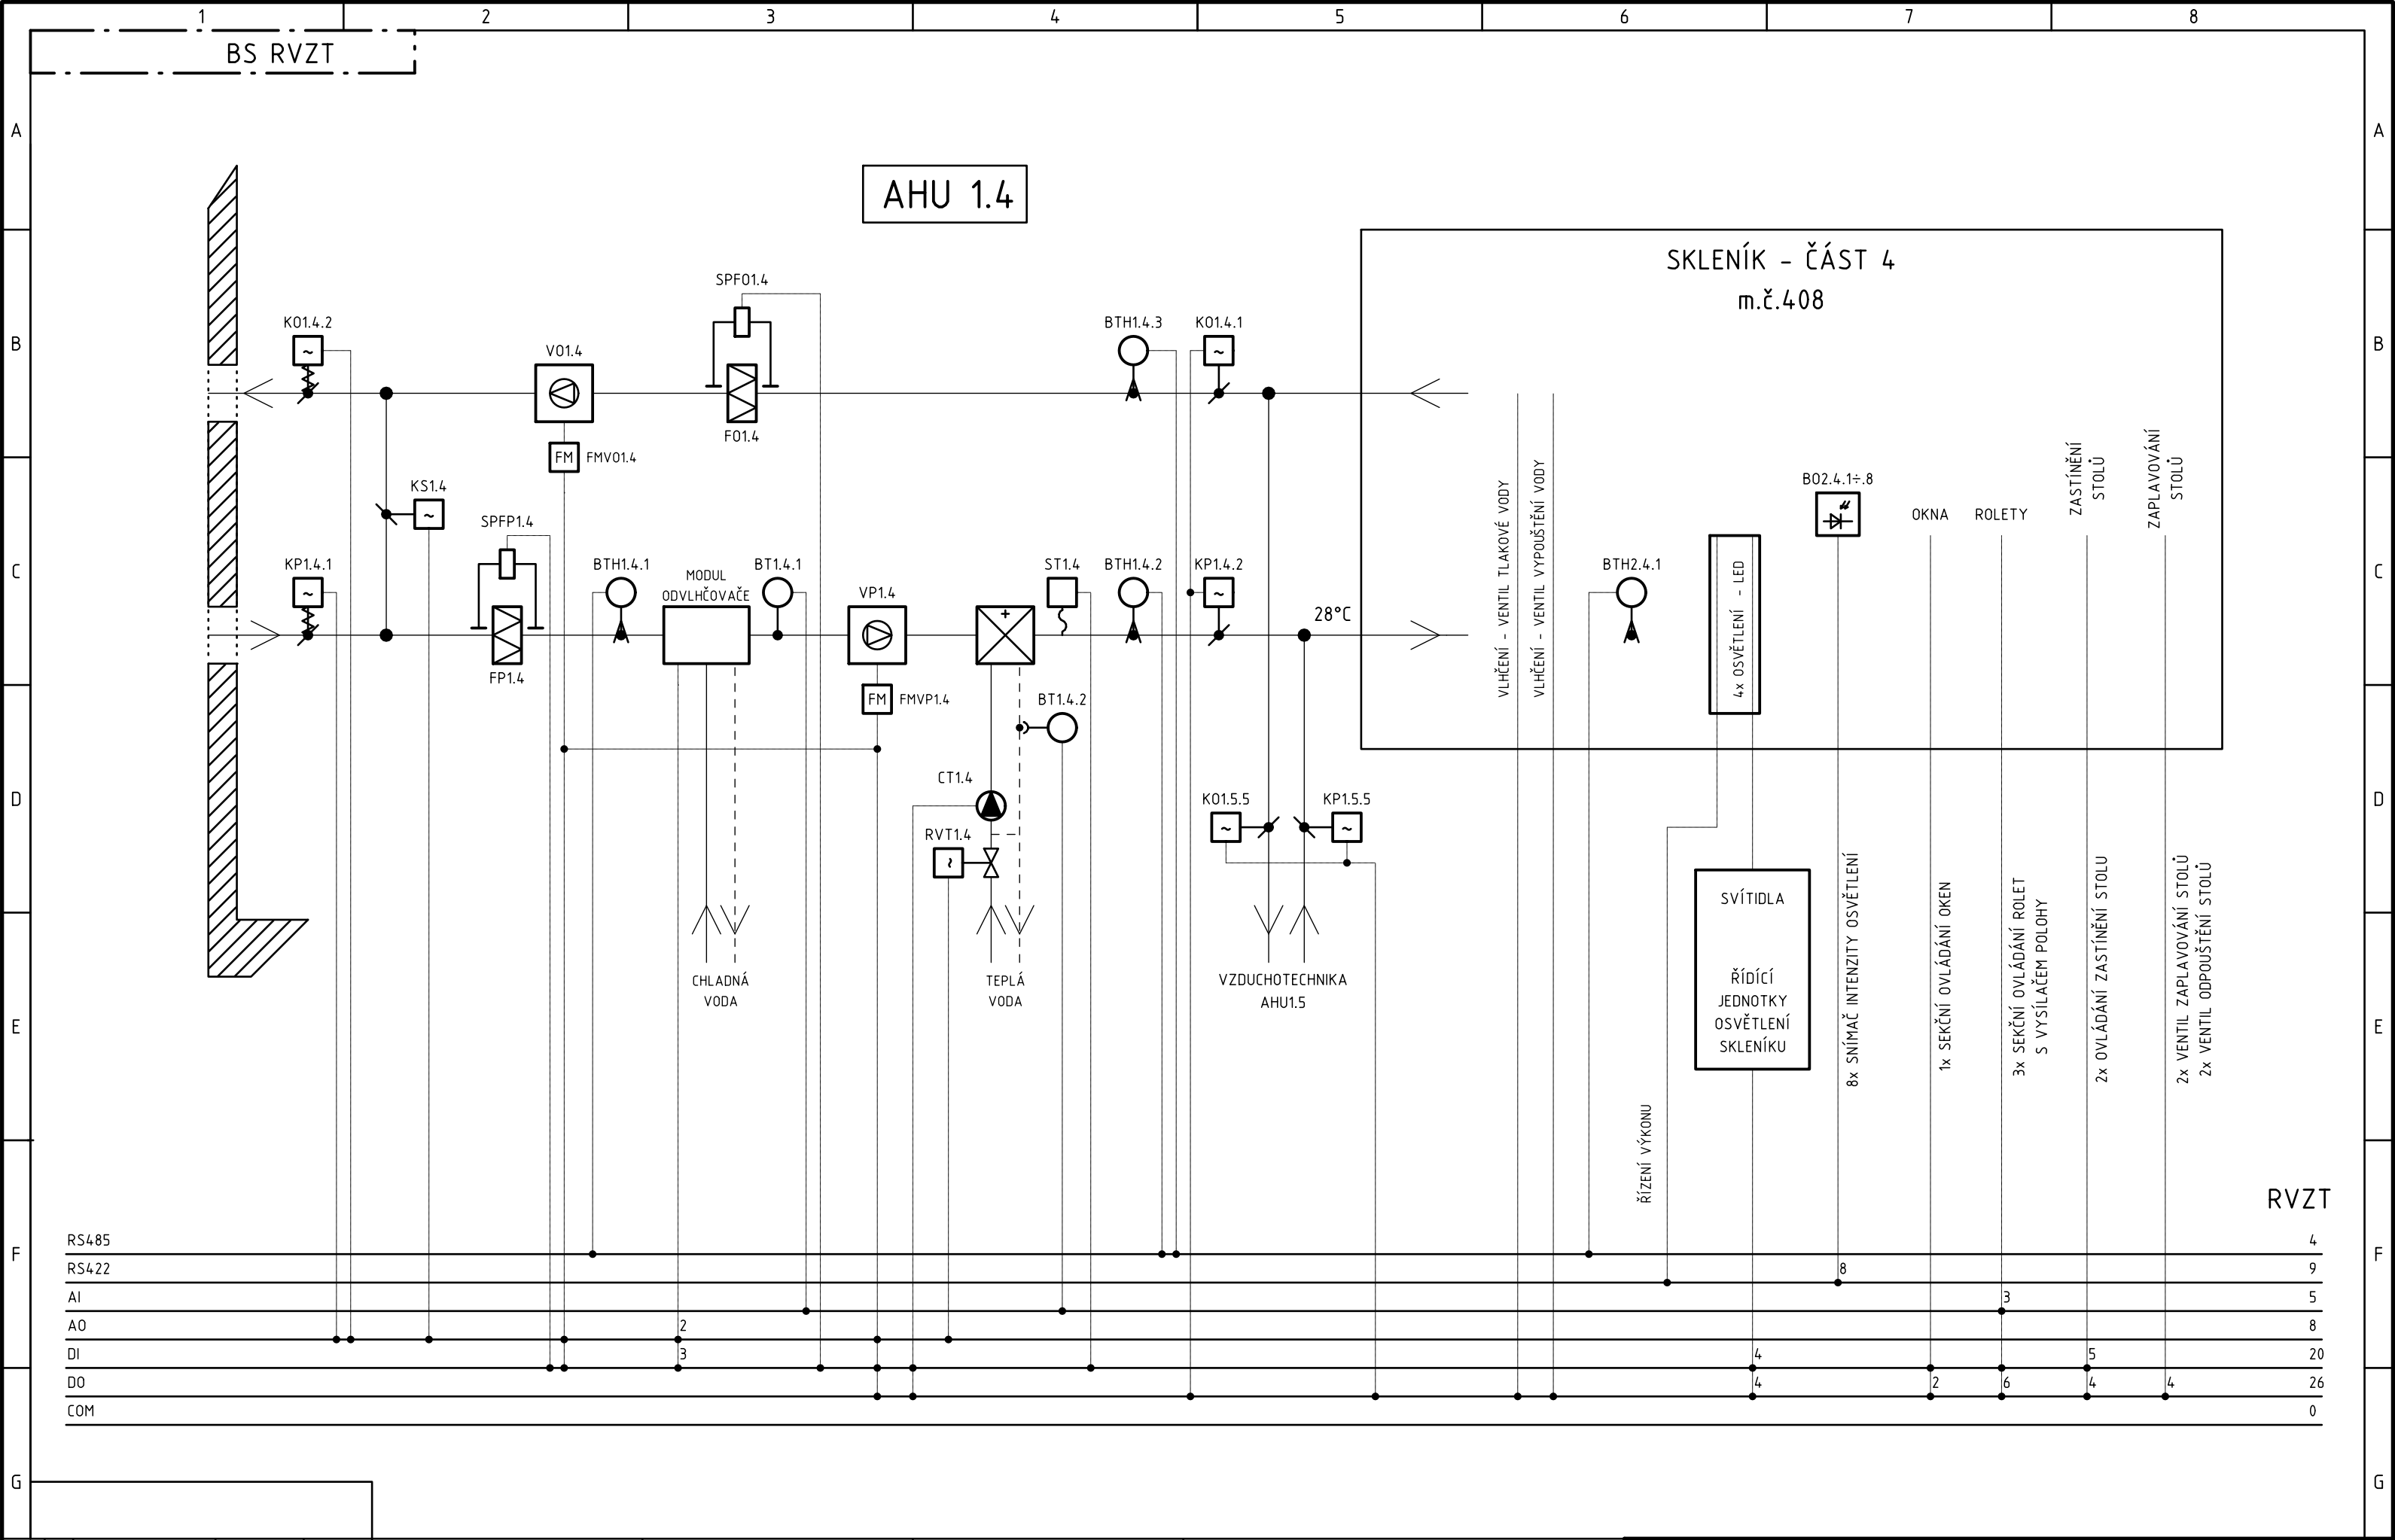 1 2 3 4 5 6 7 8
BS RVZT
A A
AHU 1.4
SKLENÍK - ČÁST 4
m.č.408
B B
SPFO1.4
KO1.4.2
VO1.4
BTH1.4.3
KO1.4.1
FO1.4
FM FMVO1.4
KS1.4
SPFP1.4
KP1.4.1
BTH1.4.1
MODUL
ODVLHČOVAČE
BT1.4.1
VP1.4
ST1.4
BTH1.4.2
KP1.4.2
28°C
C C
FP1.4
FM FMVP1.4
BT1.4.2
VLHČENÍ - VENTIL TLAKOVÉ VODY
VLHČENÍ - VENTIL VYPOUŠTĚNÍ VODY
BTH2.4.1
4x OSVĚTLENÍ - LED
BO2.4.1÷.8
OKNA
ROLETY
ZASTÍNĚNÍ
STOLŮ
ZAPLAVOVÁNÍ
STOLŮ
D D
CT1.4
RVT1.4
KO1.5.5
KP1.5.5
CHLADNÁ
VODA
TEPLÁ
VODA
VZDUCHOTECHNIKA
AHU1.5
SVÍTIDLA
ŘÍDÍCÍ
JEDNOTKY
OSVĚTLENÍ
SKLENÍKU
ŘÍZENÍ VÝKONU
8x SNÍMAČ INTENZITY OSVĚTLENÍ
1x SEKČNÍ OVLÁDÁNÍ OKEN
3x SEKČNÍ OVLÁDÁNÍ ROLET
S VYSÍLAČEM POLOHY
2x OVLÁDÁNÍ ZASTÍNĚNÍ STOLU
2x VENTIL ZAPLAVOVÁNÍ STOLŮ
2x VENTIL ODPOUŠTĚNÍ STOLŮ
E E
RVZT
F F
RS485 4
RS422 8 9
AI 3 5
AO 2 8
DI 3 4 5 20
DO 4 2 6 4 4 26
COM 0
G G